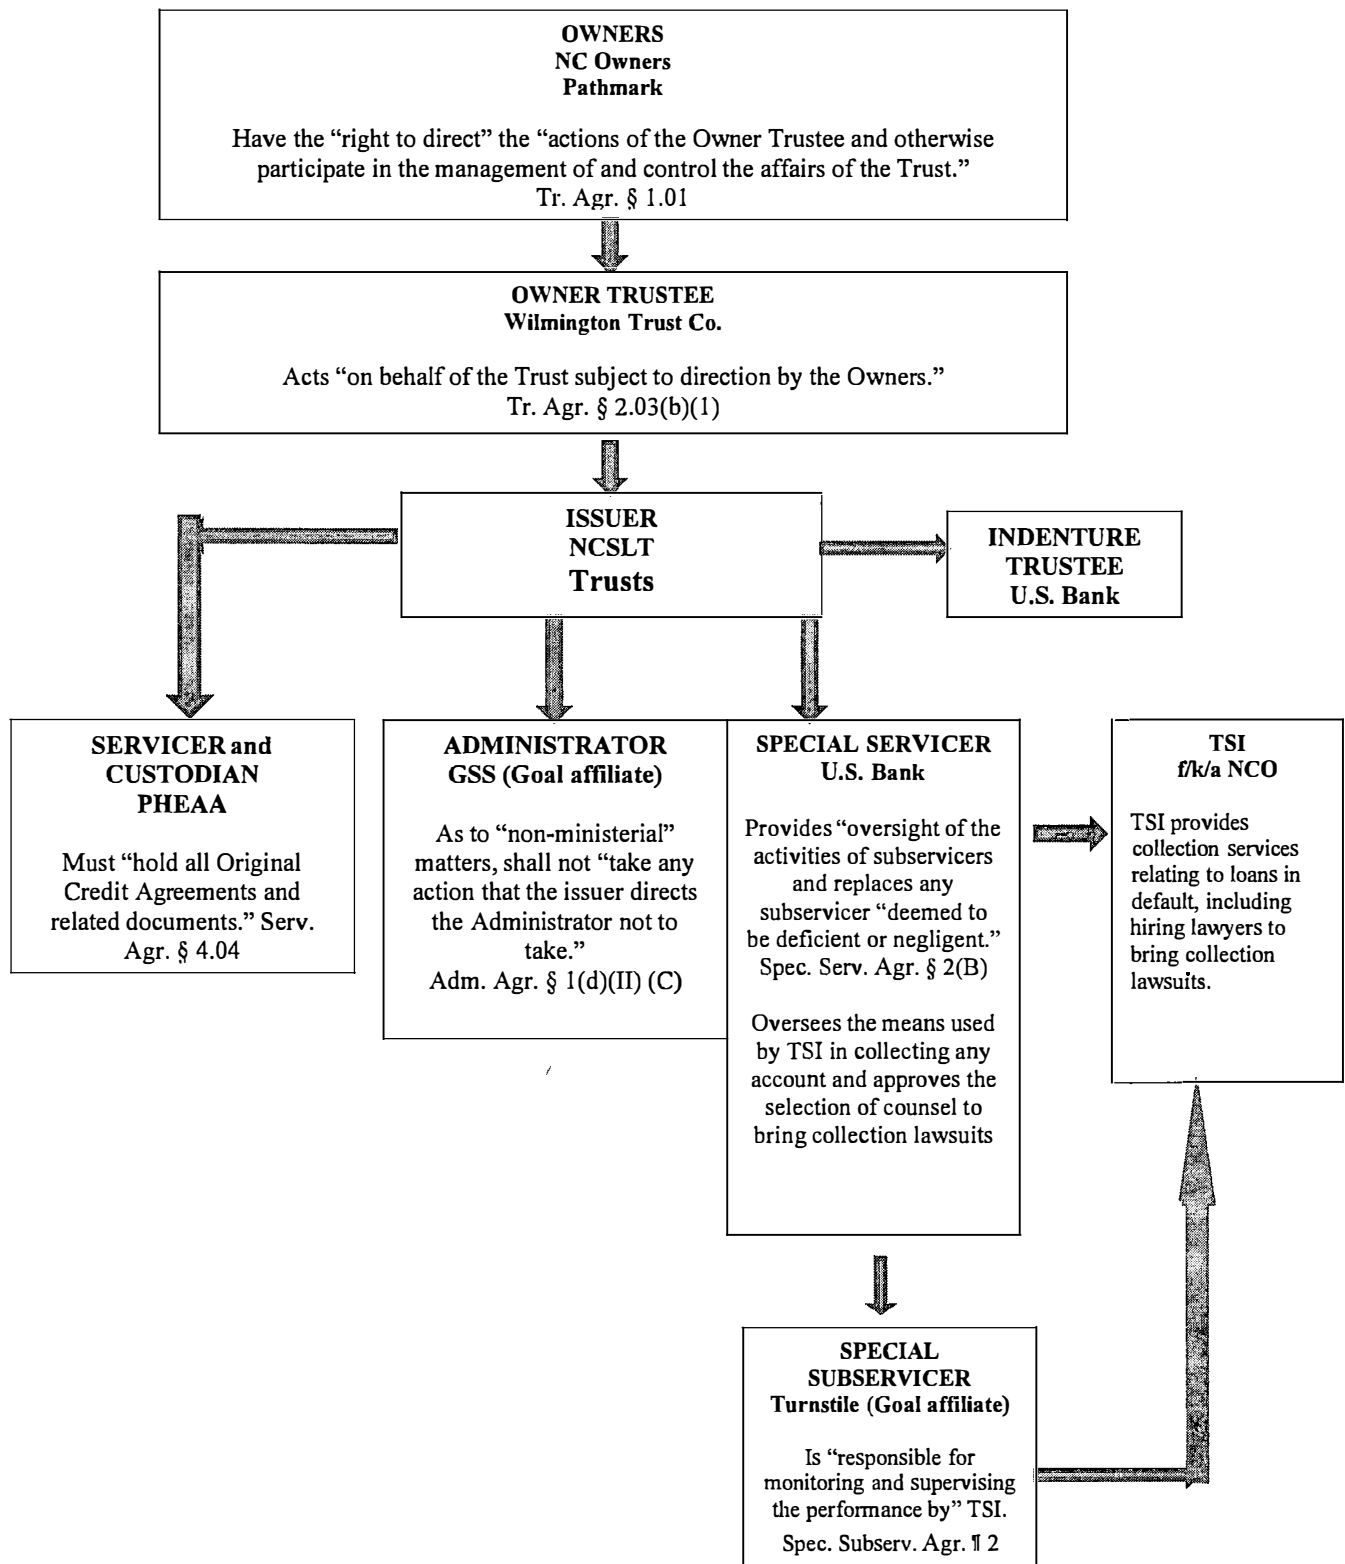 OWNERS
NC Owners
Pathmark
Have the “right to direct” the “actions of the Owner Trustee and otherwise
participate in the management of and control the affairs of the Trust.”
Tr. Agr. § 1.01
OWNER TRUSTEE
Wilmington Trust Co.
Acts “on behalf of the Trust subject to direction by the Owners.”
Tr. Agr. § 2.03(b)(1)
ISSUER
NCSLT
Trusts
INDENTURE
TRUSTEE
U.S. Bank
SERVICER and
CUSTODIAN
PHEAA
Must “hold all Original
Credit Agreements and
related documents.” Serv.
Agr. § 4.04
ADMINISTRATOR
GSS (Goal affiliate)
As to “non-ministerial”
matters, shall not “take any
action that the issuer directs
the Administrator not to
take.”
Adm. Agr. § 1(d)(II) (C)
SPECIAL SERVICER
U.S. Bank
Provides “oversight of the
activities of subservicers
and replaces any
subservicer “deemed to
be deficient or negligent.”
Spec. Serv. Agr. § 2(B)
Oversees the means used
by TSI in collecting any
account and approves the
selection of counsel to
bring collection lawsuits
TSI
f/k/a NCO
TSI provides
collection services
relating to loans in
default, including
hiring lawyers to
bring collection
lawsuits.
SPECIAL
SUBSERVICER
Turnstile (Goal affiliate)
Is “responsible for
monitoring and supervising
the performance by” TSI.
Spec. Subserv. Agr. ¶ 2